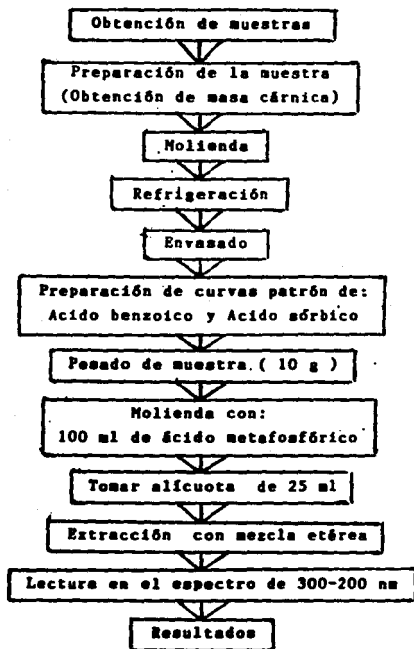 Obtención de muestras
Preparación de la muestra
(Obtención de masa cárnica)
Molienda
Refrigeración
Envasado
Preparación de curvas patrón de:
Acido benzoico y Acido sórbico
Pesado de muestra.( 10 g )
Molienda con:
100 ml de ácido metafosfórico
Tomar alícuota de 25 ml
Extracción con mezcla etérea
Lectura en el espectro de 300-200 nm
Resultados